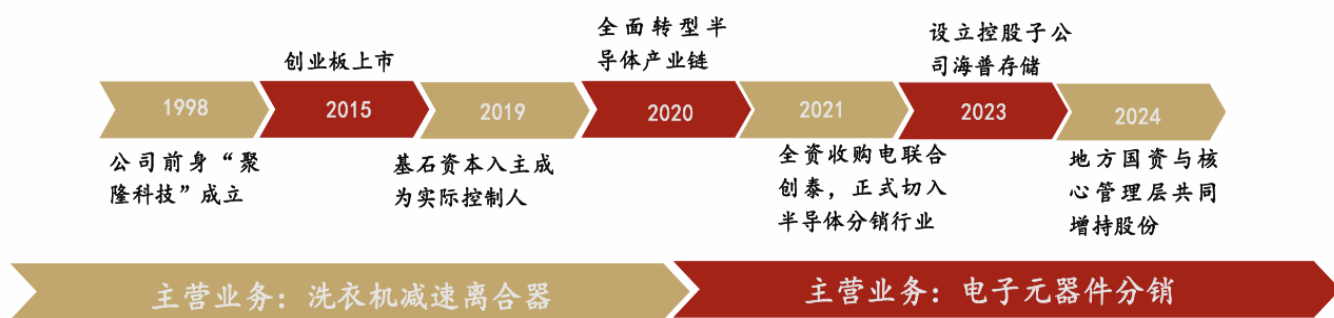 创业板上市
全面转型半
导体产业链
设立控股子公
司海普存储
1998
2015
2019
2020
2021
2023
2024
公司前身“聚
隆科技”成立
基石资本入主成
为实际控制人
全资收购电联合
创泰，正式切入
半导体分销行业
地方国资与核
心管理层共同
增持股份
主营业务：洗衣机减速离合器
主营业务：电子元器件分销